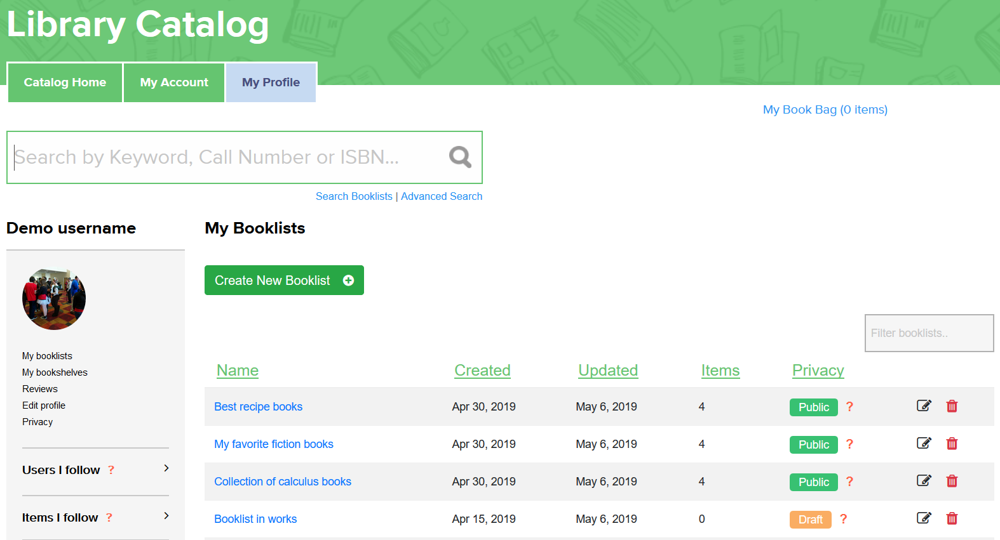 Library Catalog
Catalog Home
My Account
My Profile
My Book Bag (0 items)
Search by Keyword, Call Number or ISBN...
Search Booklists | Advanced Search
Demo username
My booklists
My bookshelves
Reviews
Edit profile
Privacy
Users I follow ?
Items I follow ?
My Booklists
Create New Booklist
Filter booklists..
Name Created Updated Items Privacy
Best recipe books Apr 30, 2019 May 6, 2019 4 Public ?
My favorite fiction books Apr 30, 2019 May 6, 2019 4 Public ?
Collection of calculus books Apr 30, 2019 May 6, 2019 4 Public ?
Booklist in works Apr 15, 2019 May 6, 2019 0 Draft ?